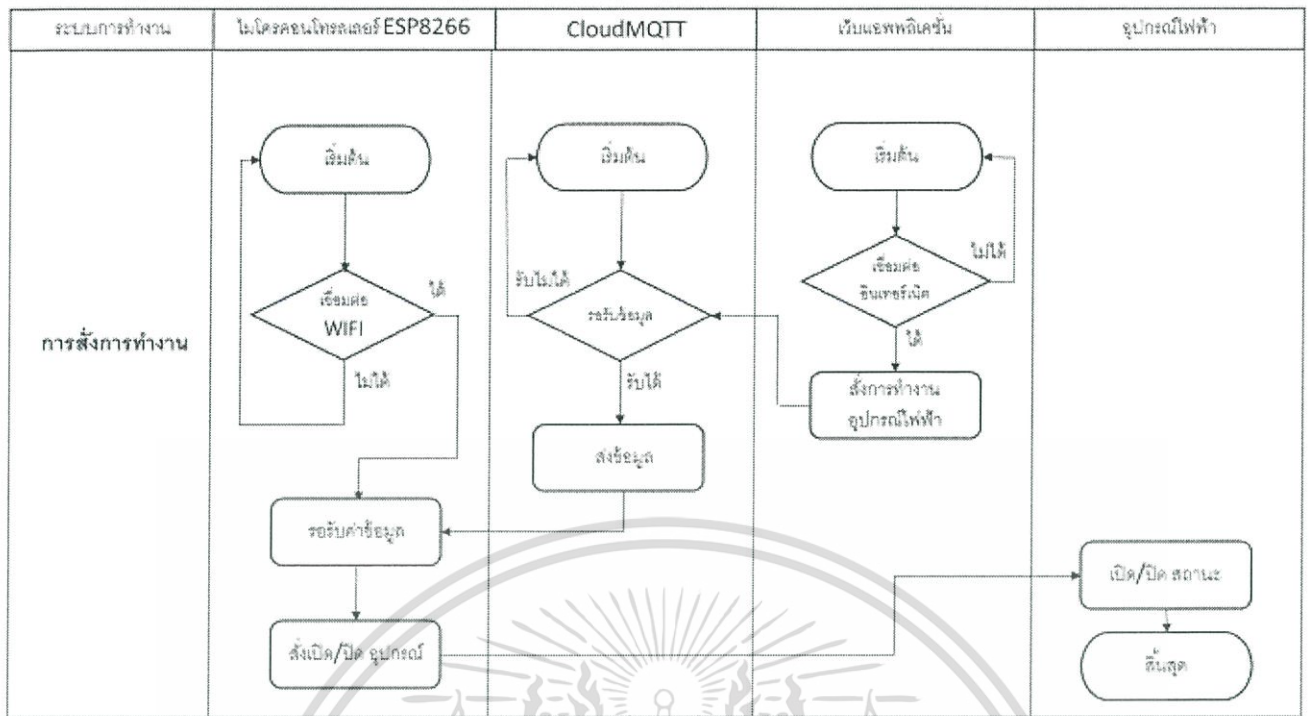 ระบบการทำงาน
ไมโครคอนโทรลเลอร์ ESP8266
CloudMQTT
เว็บแอพพลิเคชั่น
อุปกรณ์ไฟฟ้า
การสั่งการทำงาน
เริ่มต้น
เชื่อมต่อ
WIFI
ได้
ไม่ได้
รอรับค่าข้อมูล
สั่งเปิด/ปิด อุปกรณ์
เริ่มต้น
รับไม่ได้
รอรับข้อมูล
รับได้
ส่งข้อมูล
เริ่มต้น
เชื่อมต่อ
อินเทอร์เน็ต
ไม่ได้
ได้
สั่งการทำงาน
อุปกรณ์ไฟฟ้า
เปิด/ปิด สถานะ
สิ้นสุด